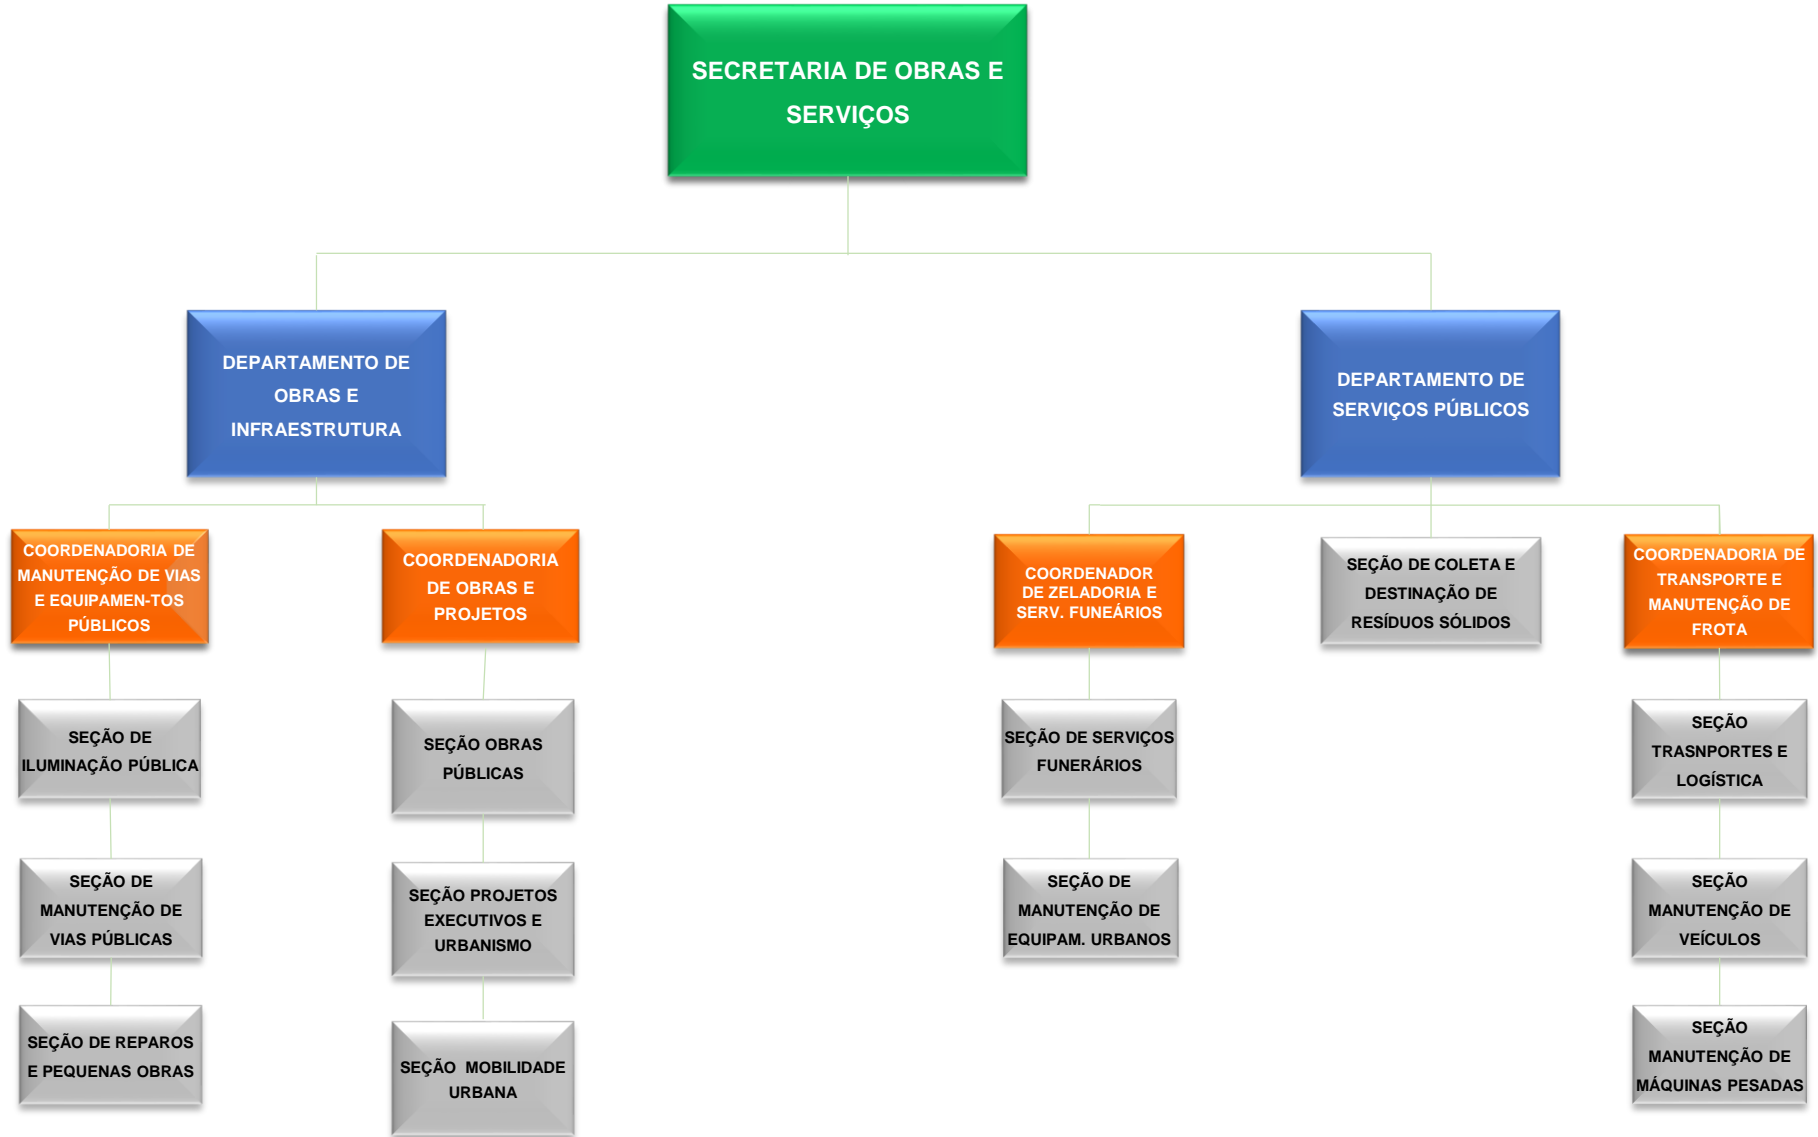 SECRETARIA DE OBRAS E
SERVIÇOS
DEPARTAMENTO DE
OBRAS E
INFRAESTRUTURA
DEPARTAMENTO DE
SERVIÇOS PÚBLICOS
COORDENADORIA DE
MANUTENÇÃO DE VIAS
E EQUIPAMEN-TOS
PÚBLICOS
COORDENADORIA
DE OBRAS E
PROJETOS
COORDENADOR
DE ZELADORIA E
SERV. FUNEÁRIOS
SEÇÃO DE COLETA E
DESTINAÇÃO DE
RESÍDUOS SÓLIDOS
COORDENADORIA DE
TRANSPORTE E
MANUTENÇÃO DE
FROTA
SEÇÃO DE
ILUMINAÇÃO PÚBLICA
SEÇÃO OBRAS
PÚBLICAS
SEÇÃO DE SERVIÇOS
FUNERÁRIOS
SEÇÃO
TRASNPORTES E
LOGÍSTICA
SEÇÃO DE
MANUTENÇÃO DE
VIAS PÚBLICAS
SEÇÃO PROJETOS
EXECUTIVOS E
URBANISMO
SEÇÃO DE
MANUTENÇÃO DE
EQUIPAM. URBANOS
SEÇÃO
MANUTENÇÃO DE
VEÍCULOS
SEÇÃO DE REPAROS
E PEQUENAS OBRAS
SEÇÃO  MOBILIDADE
URBANA
SEÇÃO
MANUTENÇÃO DE
MÁQUINAS PESADAS